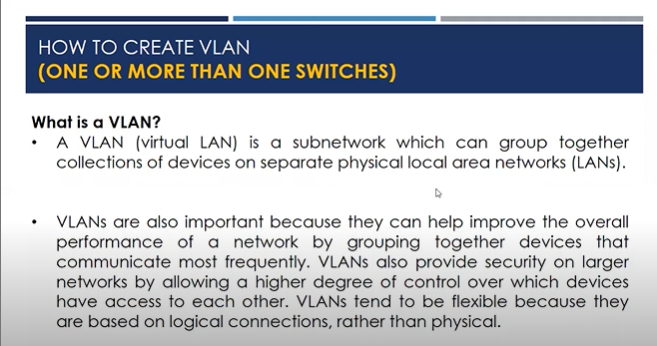 HOW TO CREATE VLAN
(ONE OR MORE THAN ONE SWITCHES)
What is a VLAN?
• A VLAN (virtual LAN) is a subnetwork which can group together
collections of devices on separate physical local area networks (LANs).
• VLANs are also important because they can help improve the overall
performance of a network by grouping together devices that
communicate most frequently. VLANs also provide security on larger
networks by allowing a higher degree of control over which devices
have access to each other. VLANs tend to be flexible because they
are based on logical connections, rather than physical.